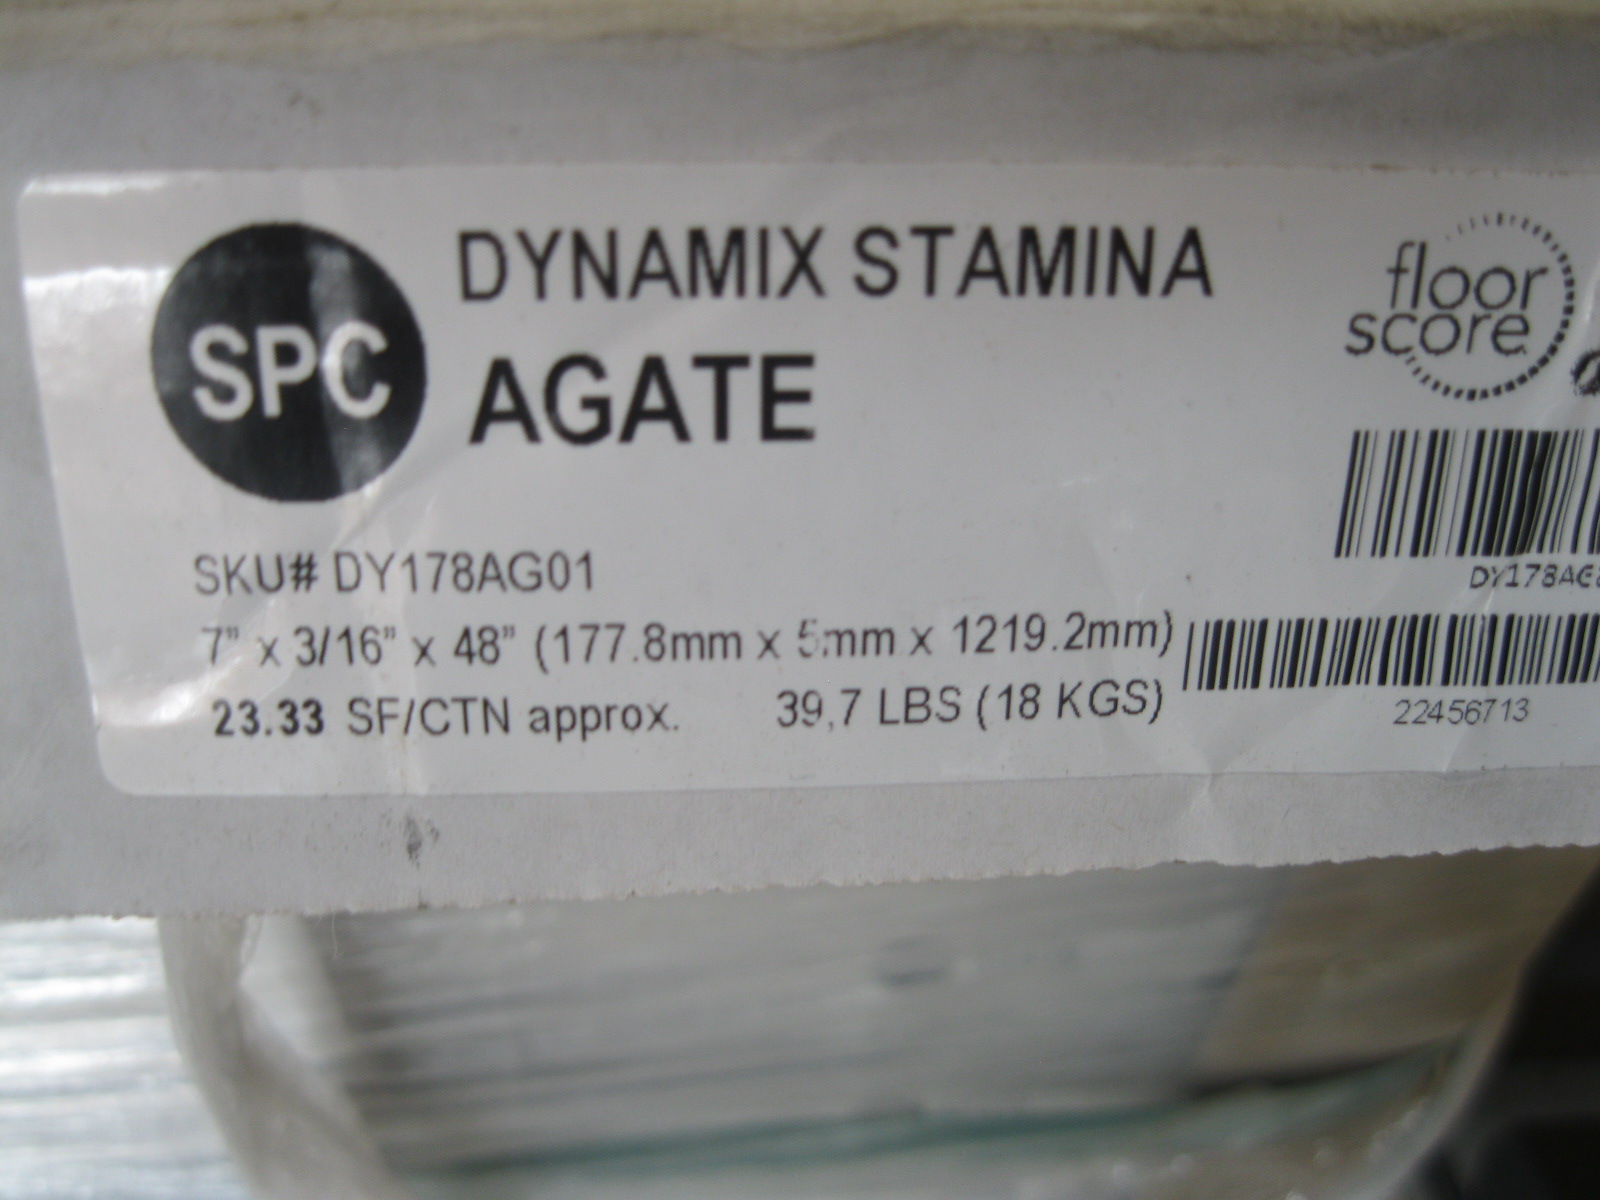 SPC
DYNAMIX STAMINA
AGATE
floor
score
SKU# DY178AG01
7" x 3/16" x 48" (177.8mm x 5mm x 1219.2mm)
23.33 SF/CTN approx.
39,7 LBS (18 KGS)
22456713